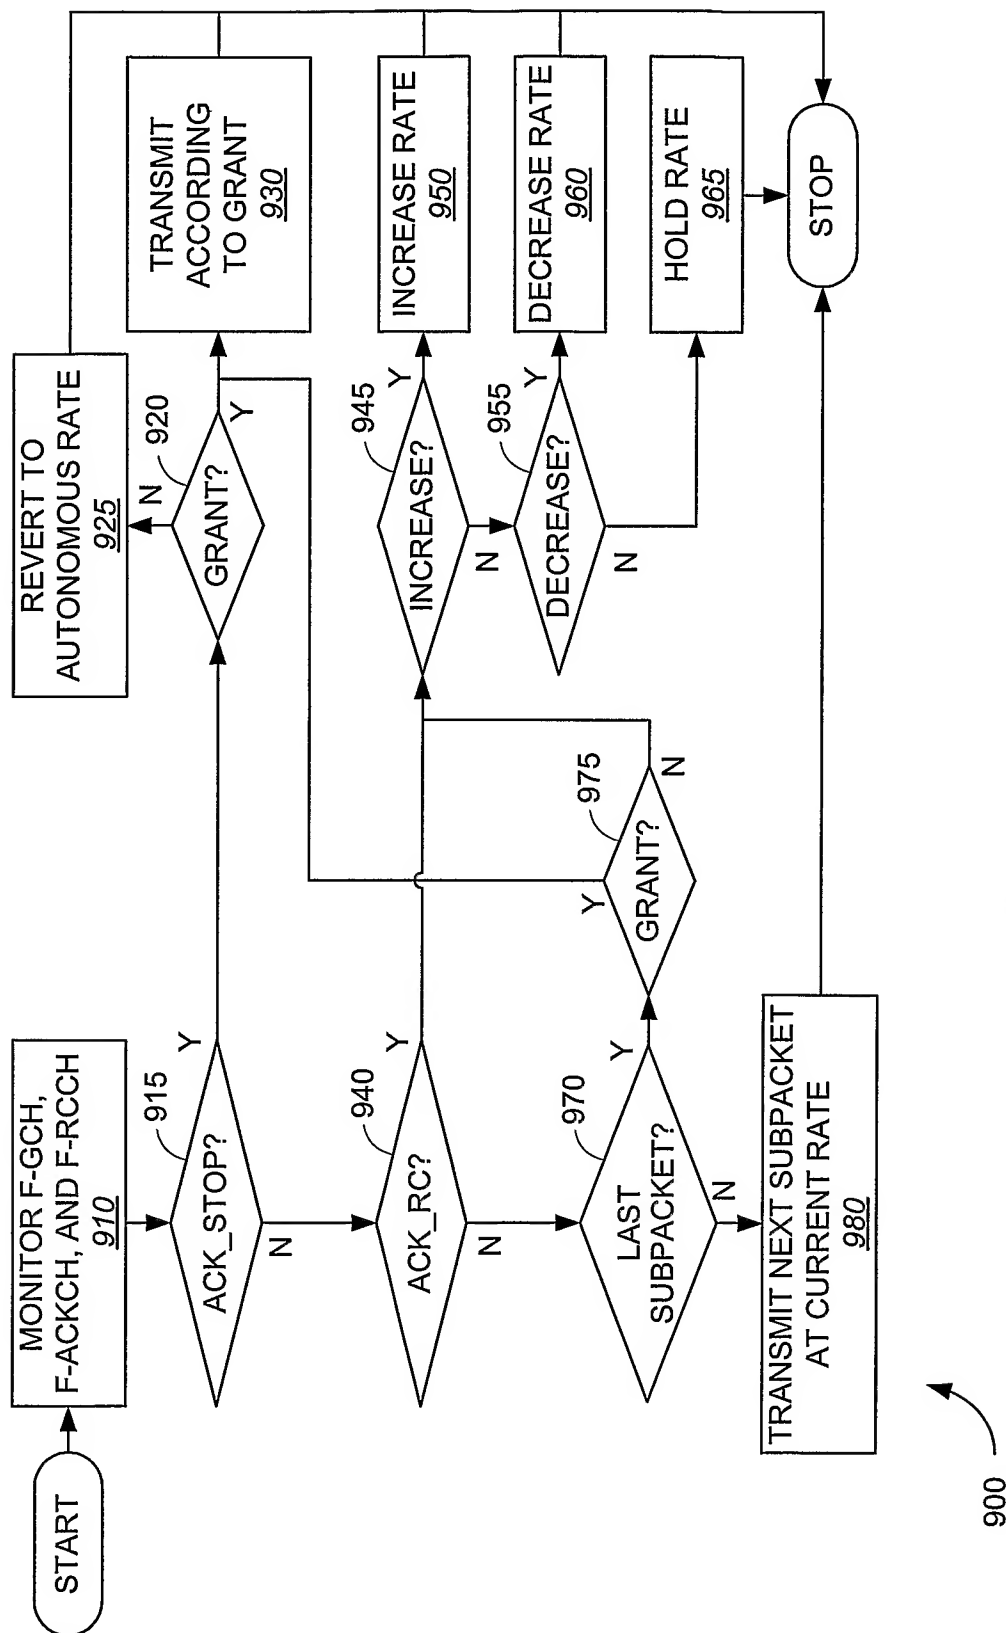 START
MONITOR F-GCH,
F-ACKCH, AND F-RCCH
910
ACK_STOP?
915
Y
N
GRANT?
920
N
Y
REVERT TO
AUTONOMOUS RATE
925
TRANSMIT
ACCORDING
TO GRANT
930
ACK_RC?
940
Y
N
INCREASE?
945
Y
N
INCREASE RATE
950
DECREASE?
955
Y
N
DECREASE RATE
960
HOLD RATE
965
LAST
SUBPACKET?
970
Y
N
GRANT?
975
Y
N
TRANSMIT NEXT SUBPACKET
AT CURRENT RATE
980
STOP
900